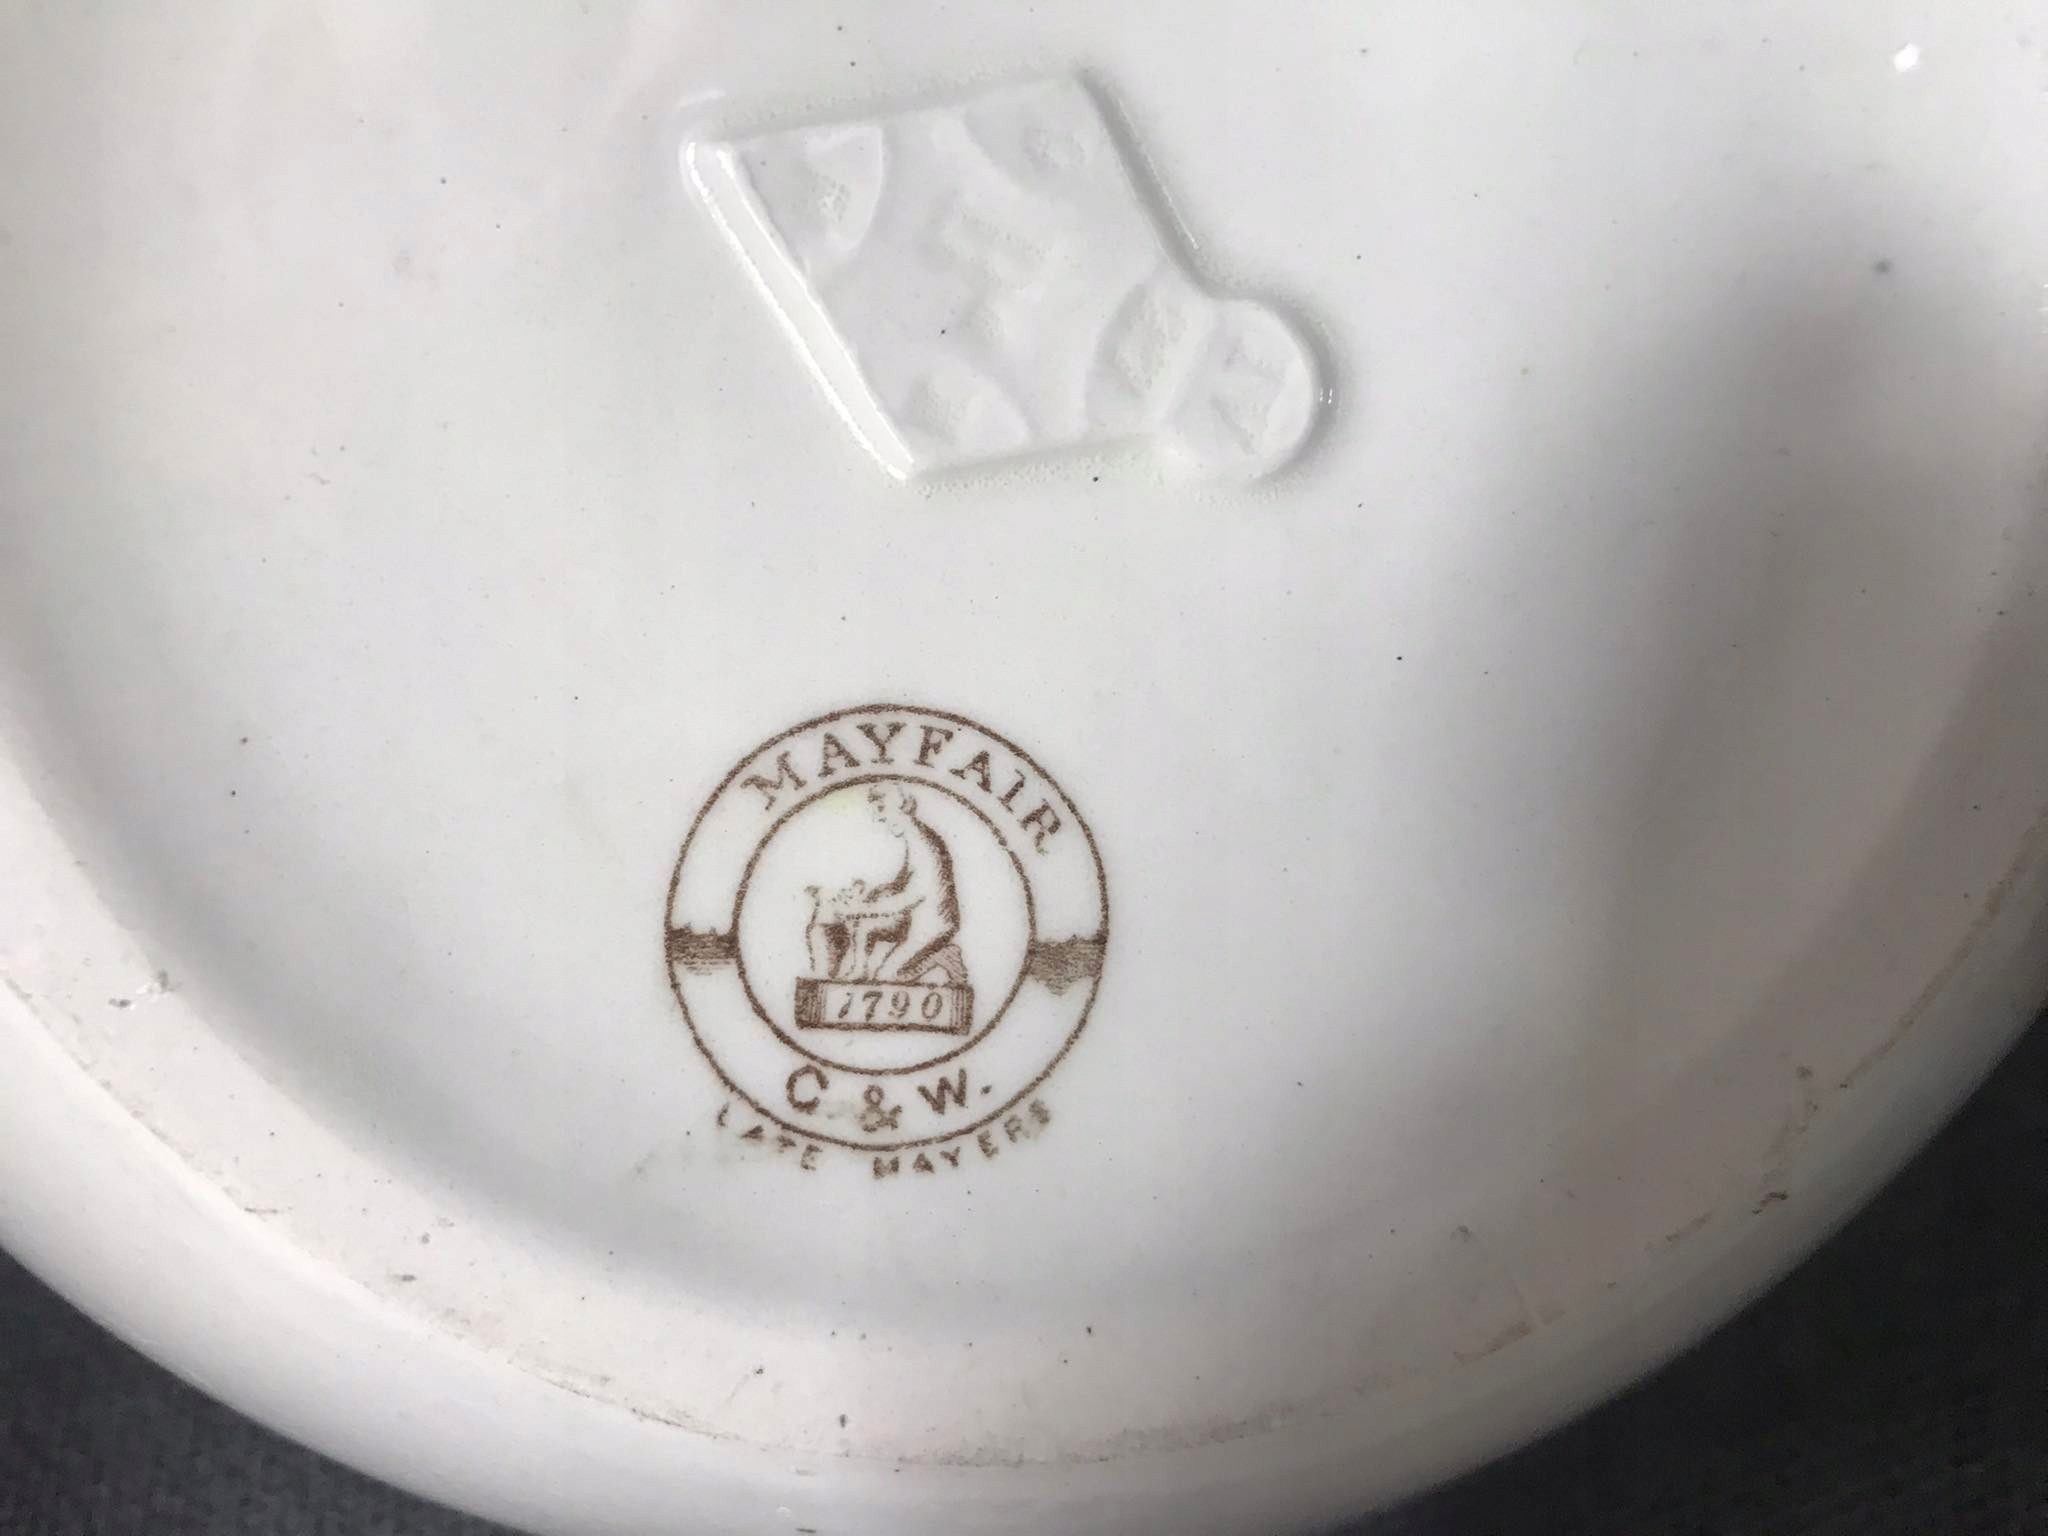 MAYFAIR
1790
C & W.
LATE MAYERS